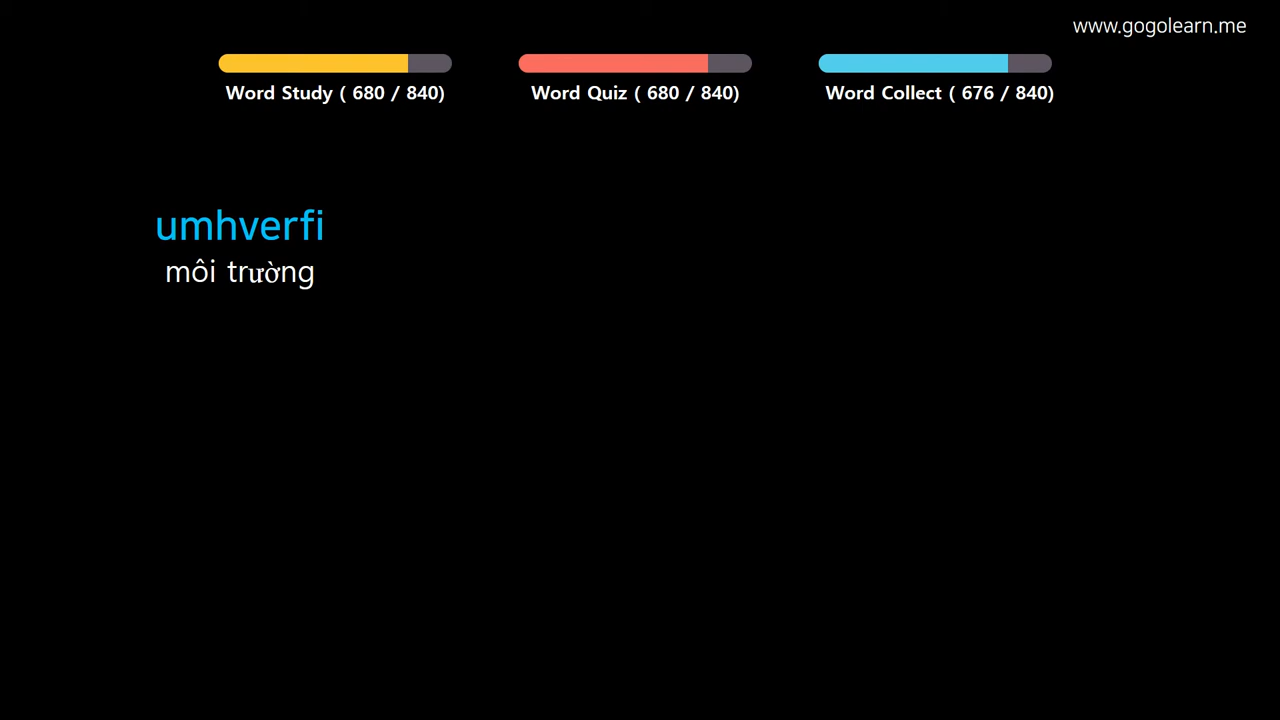 www.gogolearn.me
Word Study ( 680 / 840)
Word Quiz ( 680 / 840)
Word Collect ( 676 / 840)
umhverfi
môi trường